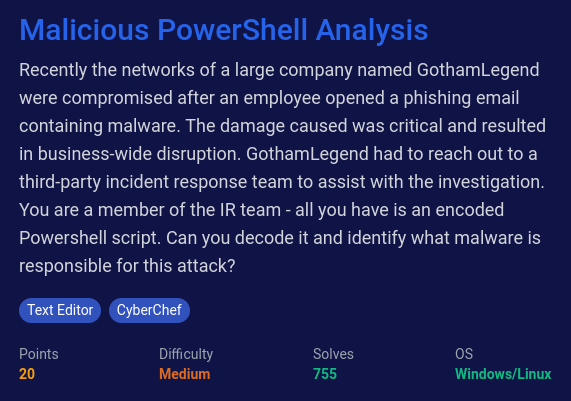 Malicious PowerShell Analysis
Recently the networks of a large company named GothamLegend
were compromised after an employee opened a phishing email
containing malware. The damage caused was critical and resulted
in business-wide disruption. GothamLegend had to reach out to a
third-party incident response team to assist with the investigation.
You are a member of the IR team - all you have is an encoded
Powershell script. Can you decode it and identify what malware is
responsible for this attack?
Text Editor CyberChef
Points Difficulty Solves OS
20 Medium 755 Windows/Linux